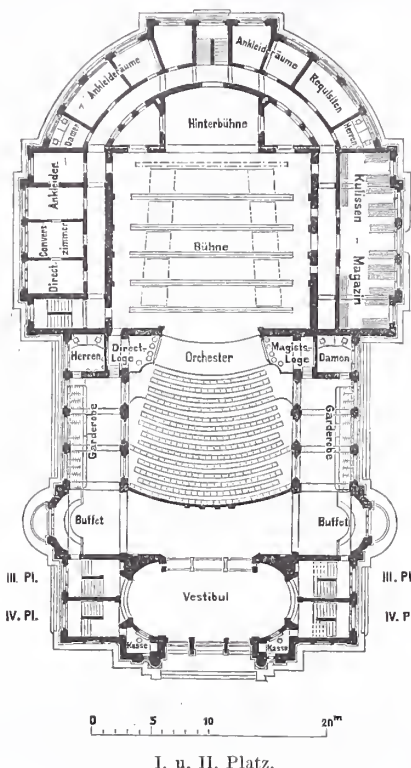 Ankleideräume
Ankleideräume
Requisiten
Damen
Herren
Hinterbühne
Ankleider.
Convers.
zimmer
Direct.
Bühne
Kulissen - Magazin
Herren
Direct.-
Loge
Orchester
Magists-
Loge
Damen
Garderobe
Garderobe
Buffet
Buffet
III. Pl.
III. Pl
IV. Pl.
IV. P
Vestibul
Kasse
Kasse
0 5 10 20 m
I. u. II. Platz.